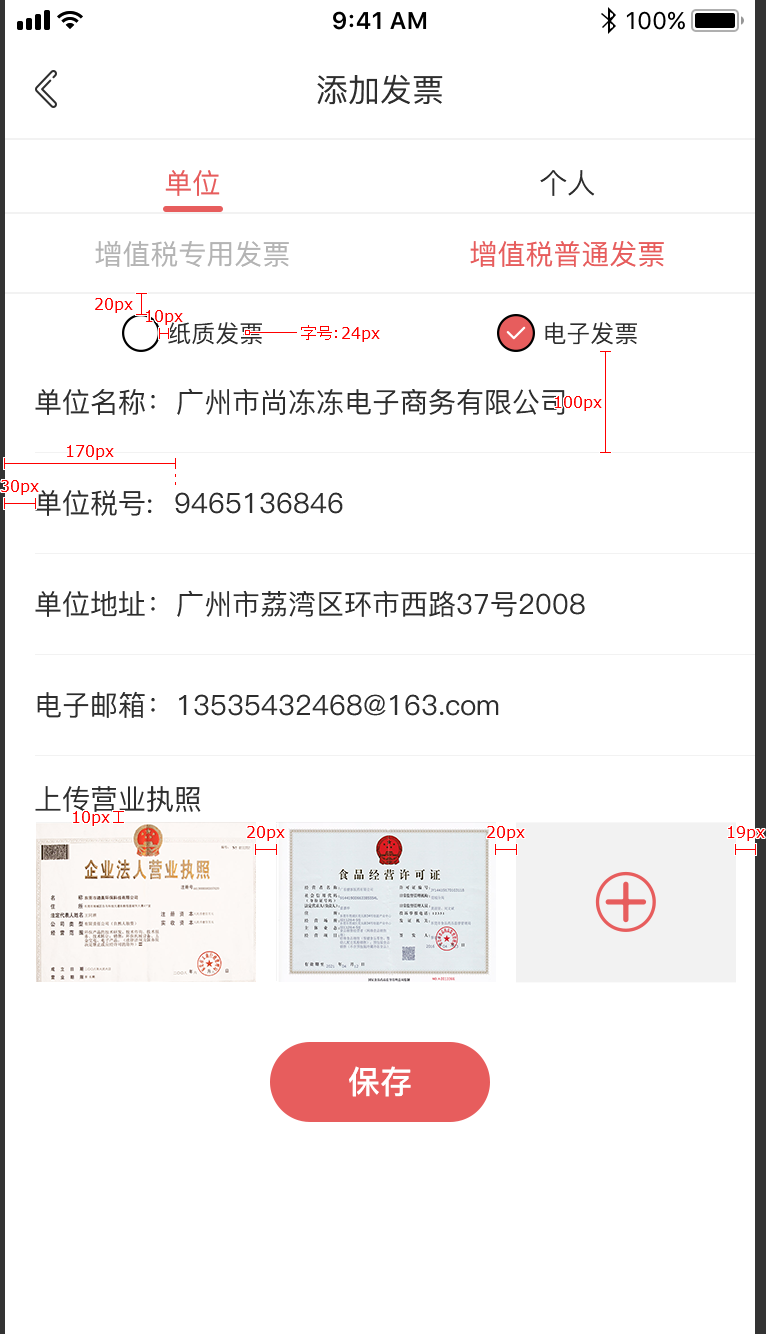 9:41 AM
100%
添加发票
单位
个人
增值税专用发票
增值税普通发票
20px
10px
纸质发票
字号:24px
电子发票
单位名称：广州市尚冻冻电子商务有限公司
100px
170px
30px
单位税号：9465136846
单位地址：广州市荔湾区环市西路37号2008
电子邮箱：13535432468@163.com
上传营业执照
10px
20px
20px
19px
企业法人营业执照
食品经营许可证
保存